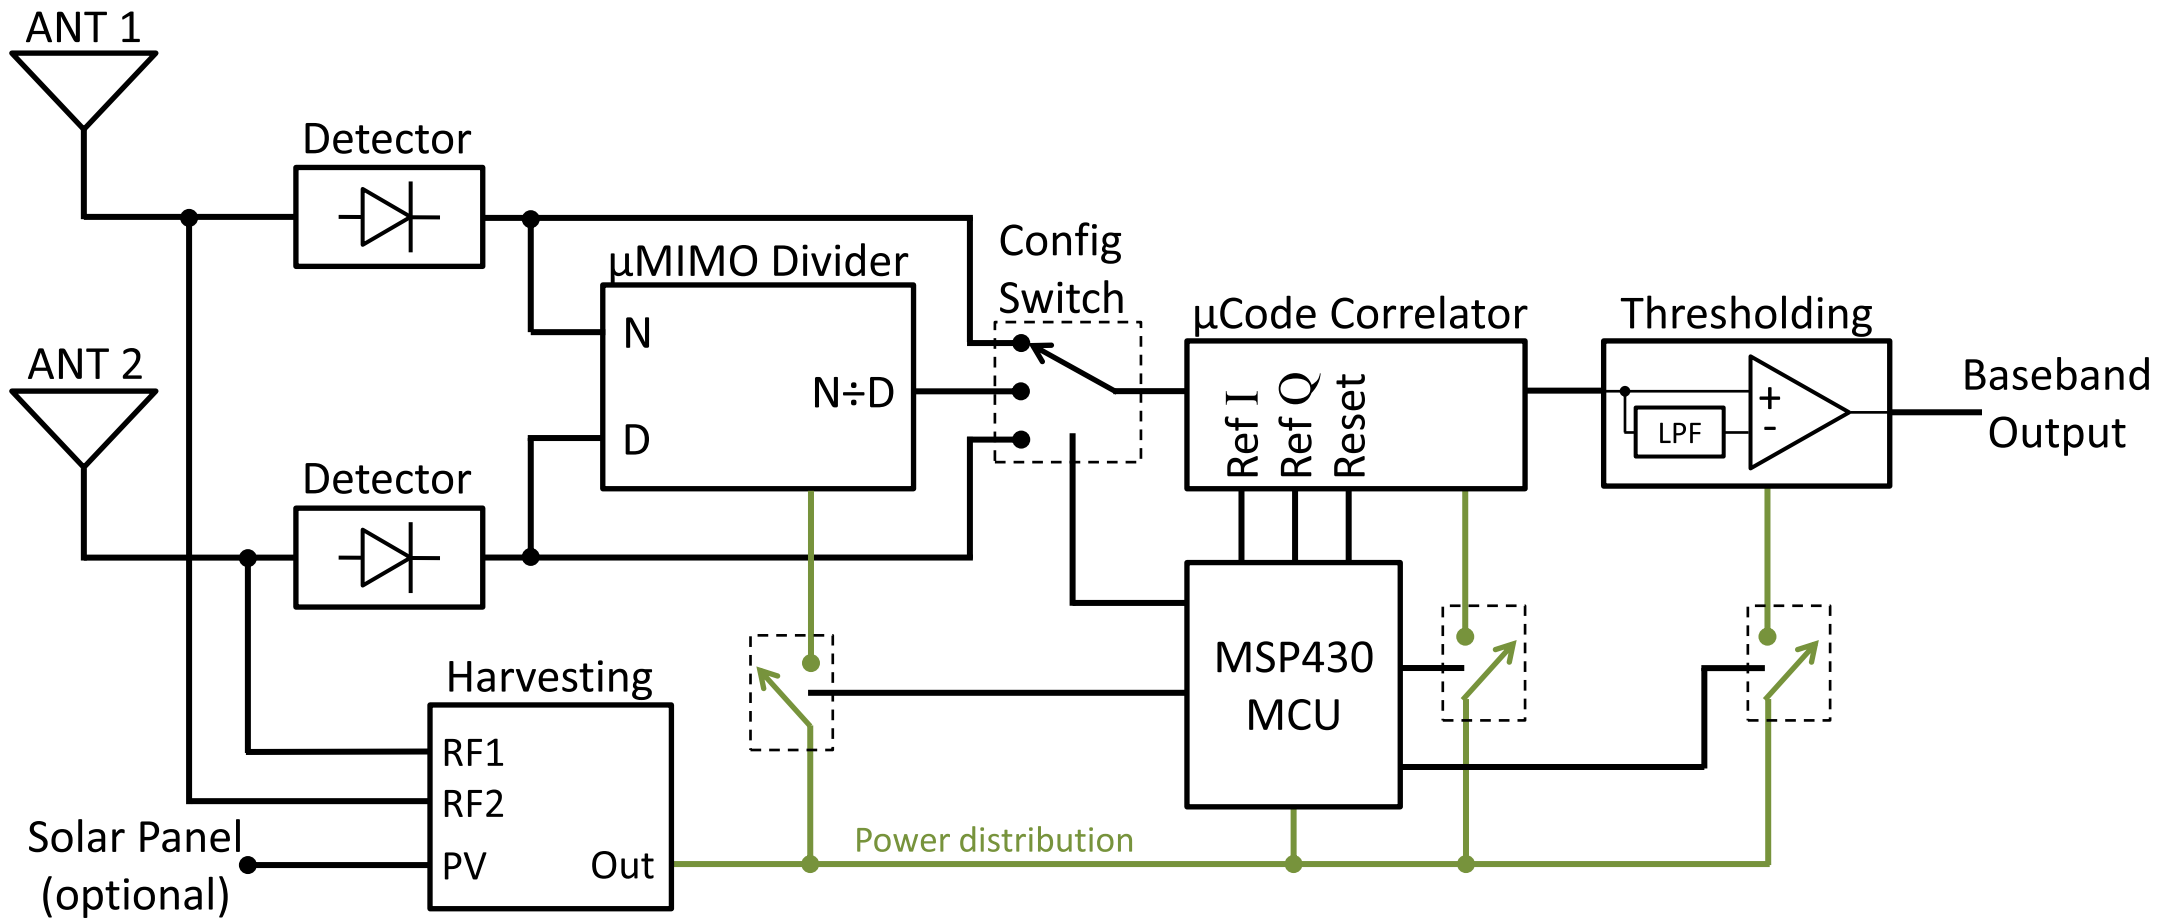 ANT 1
Detector
µMIMO Divider
N
N÷D
D
Config
Switch
µCode Correlator
Ref I
Ref Q
Reset
Thresholding
+
-
LPF
Baseband
Output
ANT 2
Detector
MSP430
MCU
Harvesting
RF1
RF2
PV
Out
Solar Panel
(optional)
Power distribution